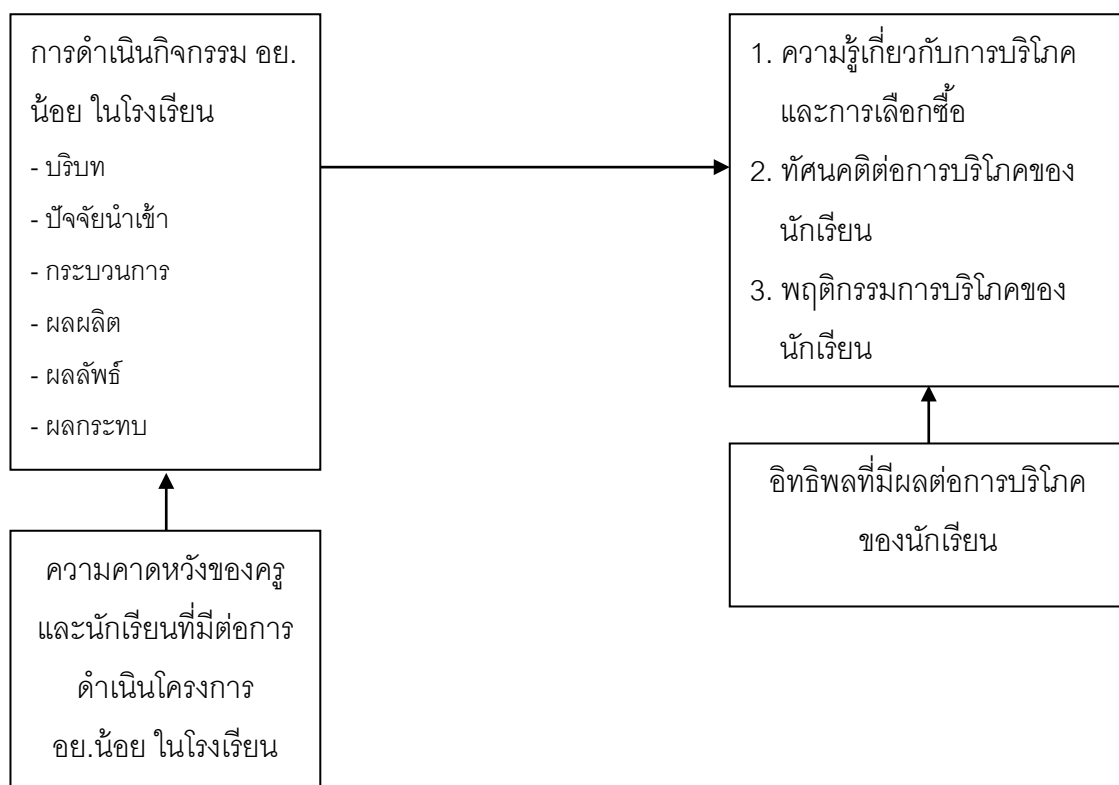 การดำเนินกิจกรรม อย.
น้อย ในโรงเรียน
- บริบท
- ปัจจัยนำเข้า
- กระบวนการ
- ผลผลิต
- ผลลัพธ์
- ผลกระทบ
1. ความรู้เกี่ยวกับการบริโภค
และการเลือกซื้อ
2. ทัศนคติต่อการบริโภคของ
นักเรียน
3. พฤติกรรมการบริโภคของ
นักเรียน
ความคาดหวังของครู
และนักเรียนที่มีต่อการ
ดำเนินโครงการ
อย.น้อย ในโรงเรียน
อิทธิพลที่มีผลต่อการบริโภค
ของนักเรียน